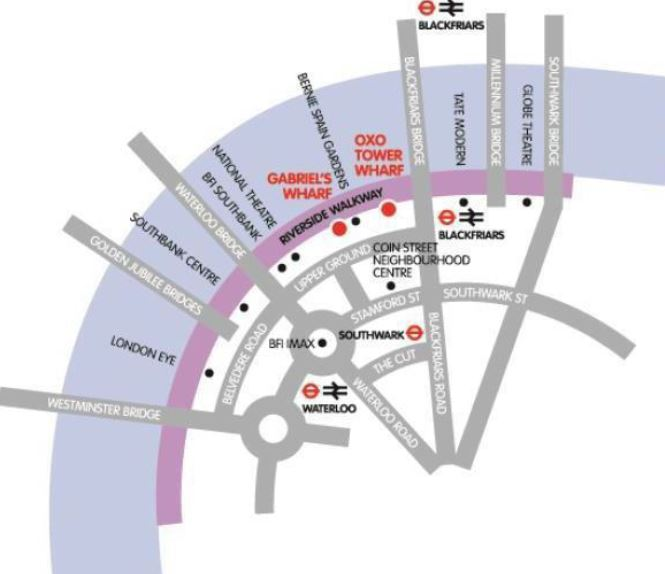 BLACKFRIARS
BLACKFRIARS BRIDGE
MILLENNIUM BRIDGE
SOUTHWARK BRIDGE
TATE MODERN
GLOBE THEATRE
BERNIE SPAIN GARDENS
OXO
TOWER
WHARF
GABRIEL'S
WHARF
NATIONAL THEATRE
BFI SOUTHBANK
RIVERSIDE WALKWAY
WATERLOO BRIDGE
SOUTHBANK CENTRE
GOLDEN JUBILEE BRIDGES
BLACKFRIARS
COIN STREET
NEIGHBOURHOOD
CENTRE
UPPER GROUND
STAMFORD ST
SOUTHWARK ST
SOUTHWARK
BFI IMAX
THE CUT
BELVEDERE ROAD
LONDON EYE
BLACKFRIARS ROAD
WATERLOO ROAD
WATERLOO
WESTMINSTER BRIDGE